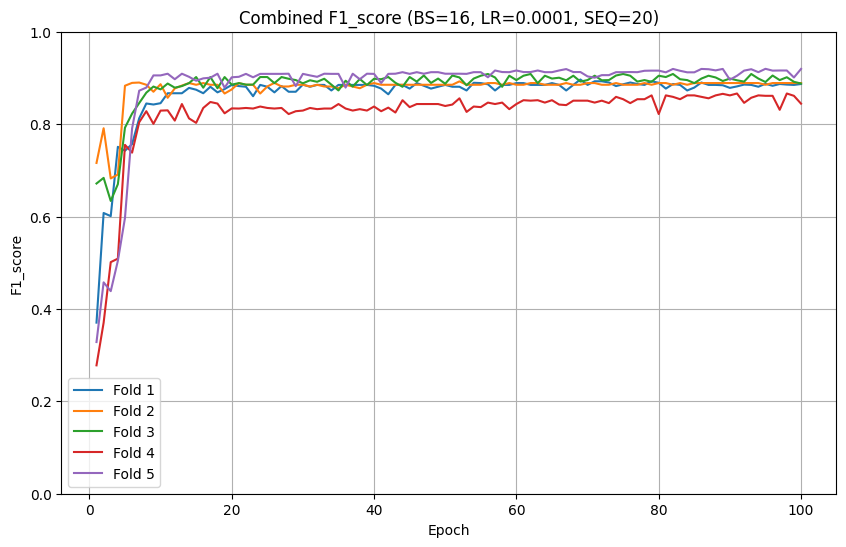 Combined F1_score (BS=16, LR=0.0001, SEQ=20)
1.0
0.8
0.6
0.4
0.2
0.0
F1_score
Fold 1
Fold 2
Fold 3
Fold 4
Fold 5
0 20 40 60 80 100
Epoch